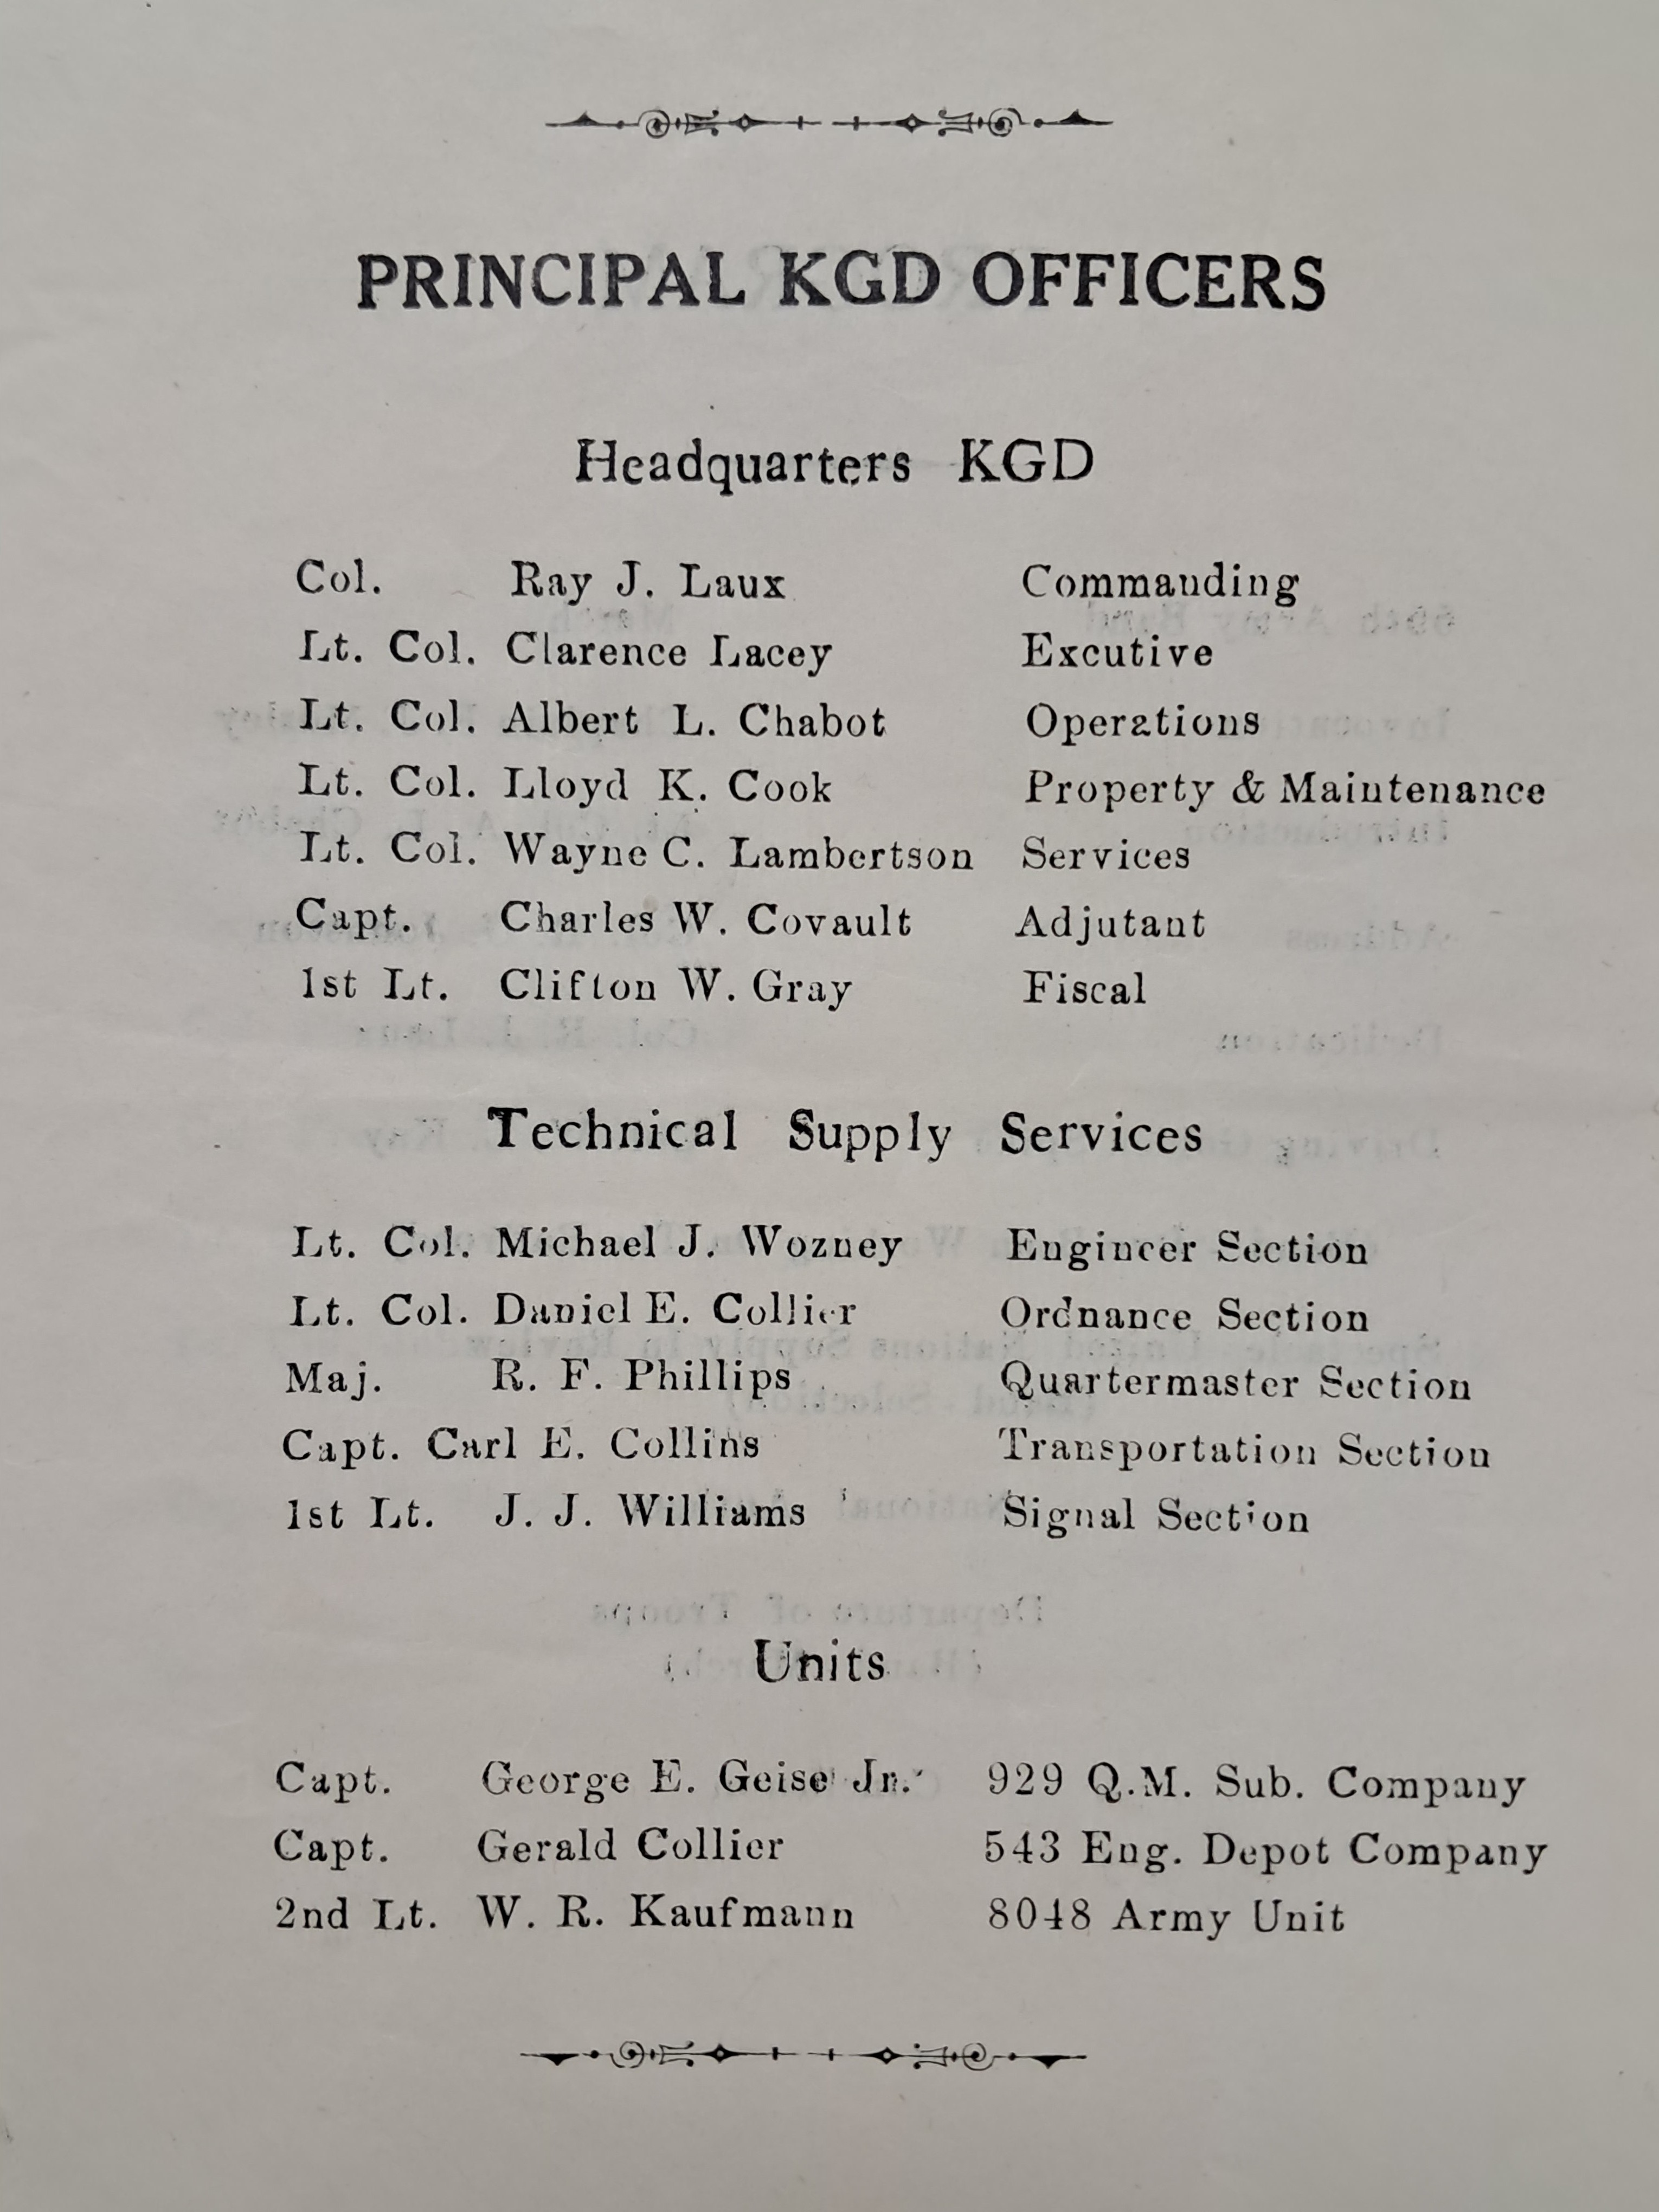 PRINCIPAL KGD OFFICERS
Headquarters KGD
Col. Ray J. Laux Commanding
Lt. Col. Clarence Lacey Excutive
Lt. Col. Albert L. Chabot Operations
Lt. Col. Lloyd K. Cook Property & Maintenance
Lt. Col. Wayne C. Lambertson Services
Capt. Charles W. Covault Adjutant
1st Lt. Clifton W. Gray Fiscal
Technical Supply Services
Lt. Col. Michael J. Wozney Engineer Section
Lt. Col. Daniel E. Collier Ordnance Section
Maj. R. F. Phillips Quartermaster Section
Capt. Carl E. Collins Transportation Section
1st Lt. J. J. Williams Signal Section
Units
Capt. George E. Geise Jr. 929 Q.M. Sub. Company
Capt. Gerald Collier 543 Eng. Depot Company
2nd Lt. W. R. Kaufmann 8048 Army Unit